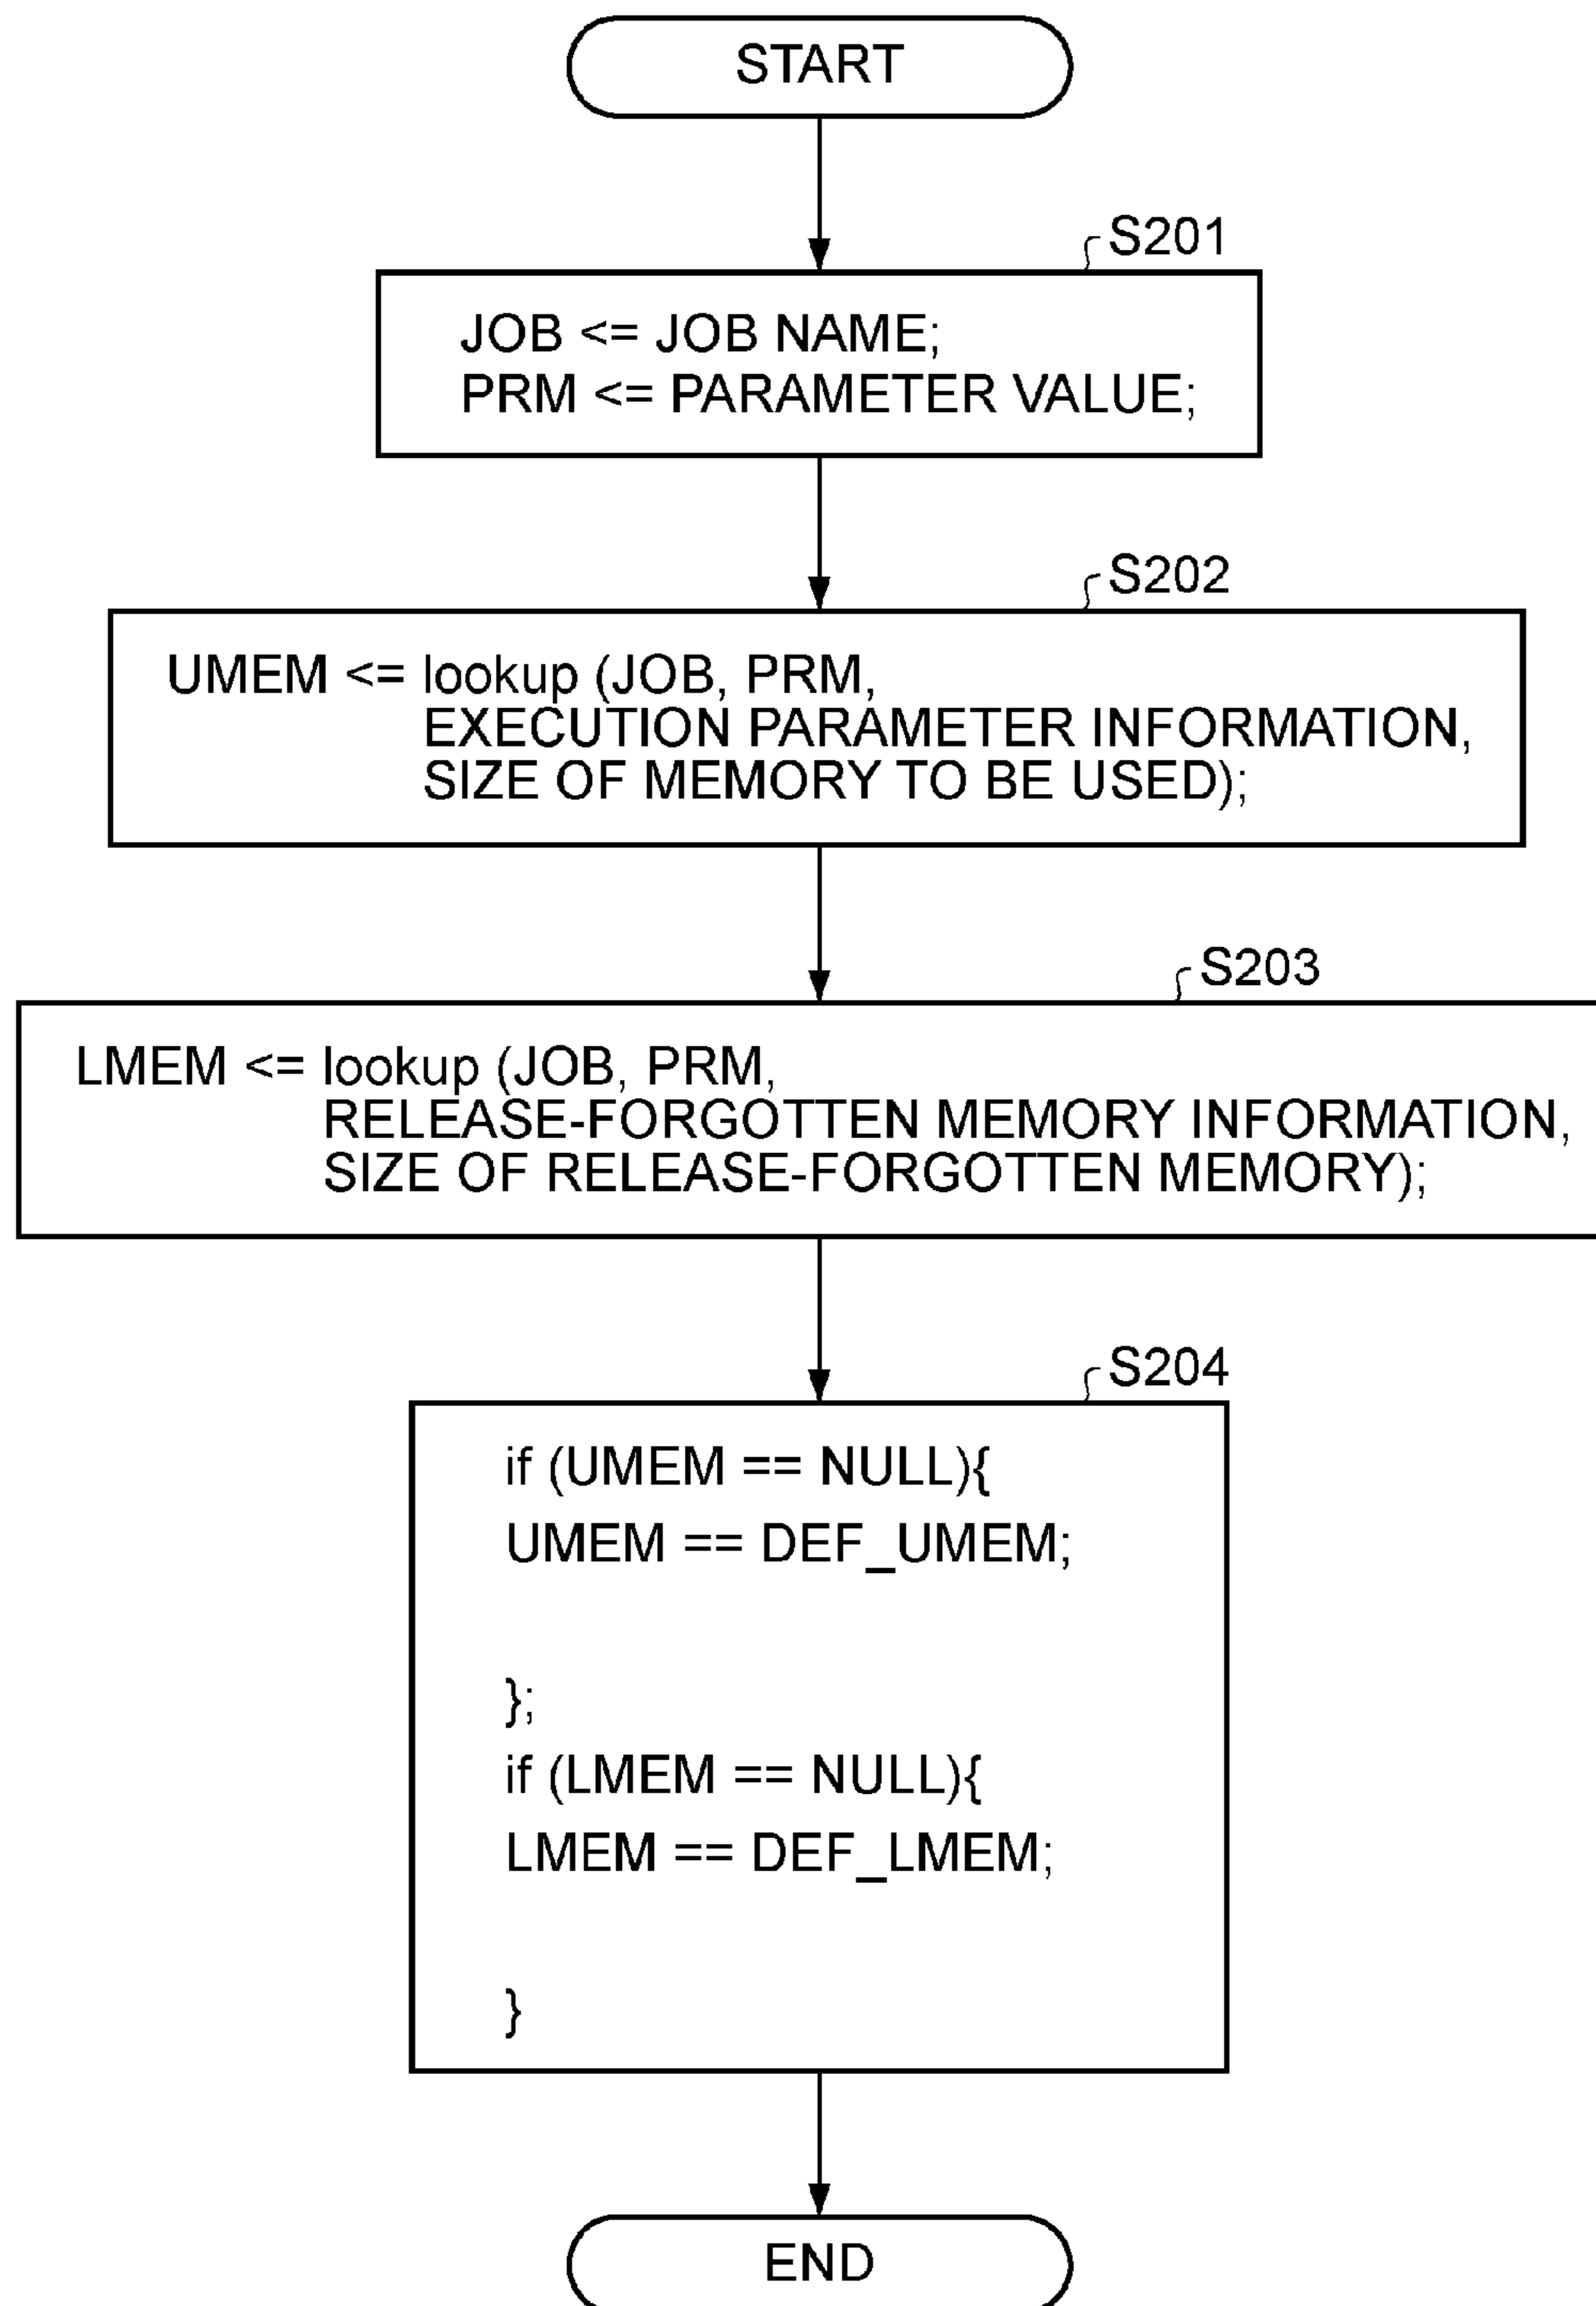 START
S201
JOB <= JOB NAME;
PRM <= PARAMETER VALUE;
S202
UMEM <= lookup (JOB, PRM,
EXECUTION PARAMETER INFORMATION,
SIZE OF MEMORY TO BE USED);
S203
LMEM <= lookup (JOB, PRM,
RELEASE-FORGOTTEN MEMORY INFORMATION,
SIZE OF RELEASE-FORGOTTEN MEMORY);
S204
if (UMEM == NULL){
UMEM == DEF_UMEM;
};
if (LMEM == NULL){
LMEM == DEF_LMEM;
}
END